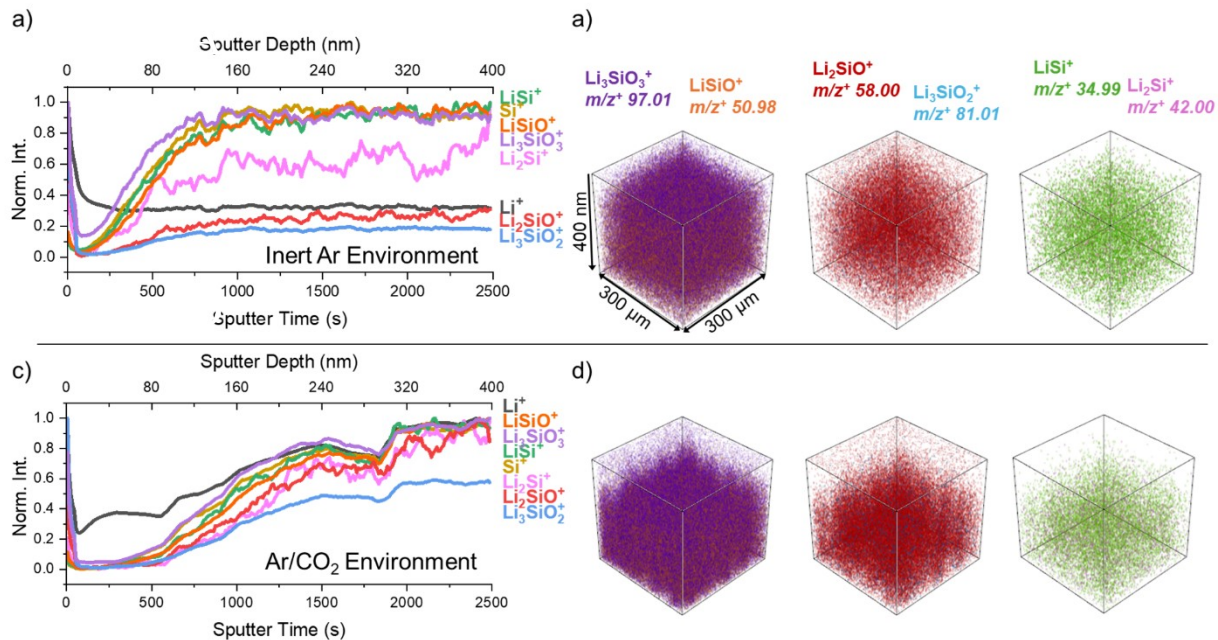 a)
Sputter Depth (nm)
0 80 160 240 320 400
Norm. Int.
1.0
0.8
0.6
0.4
0.2
0.0
LiSi⁺
Si⁺
LiSiO⁺
Li₃SiO₃⁺
Li₂Si⁺
Li⁺
Li₂SiO⁺
Li₃SiO₂⁺
Inert Ar Environment
0 500 1000 1500 2000 2500
Sputter Time (s)
a)
Li₃SiO₃⁺
m/z⁺ 97.01
LiSiO⁺
m/z⁺ 50.98
Li₂SiO⁺
m/z⁺ 58.00
Li₃SiO₂⁺
m/z⁺ 81.01
LiSi⁺
m/z⁺ 34.99
Li₂Si⁺
m/z⁺ 42.00
400 nm
300 µm
300 µm
c)
Sputter Depth (nm)
0 80 160 240 320 400
Norm. Int.
1.0
0.8
0.6
0.4
0.2
0.0
Li⁺
LiSiO⁺
Li₃SiO₃⁺
LiSi⁺
Si⁺
Li₂Si⁺
Li₂SiO⁺
Li₃SiO₂⁺
Ar/CO₂ Environment
0 500 1000 1500 2000 2500
Sputter Time (s)
d)